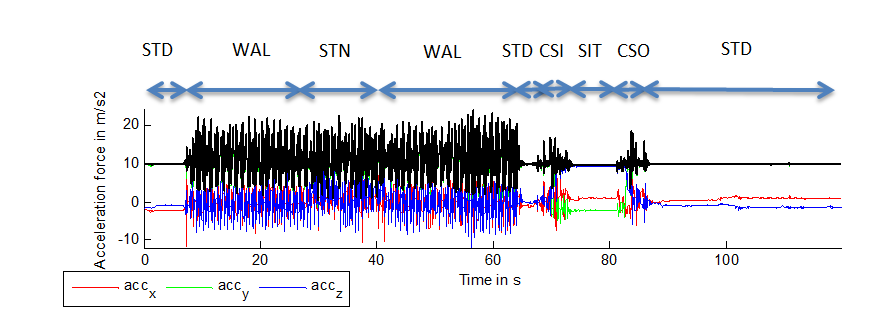 STD WAL STN WAL STD CSI SIT CSO STD
Acceleration force in m/s2
20
10
0
-10
0 20 40 60 80 100
Time in s
acc_x acc_y acc_z